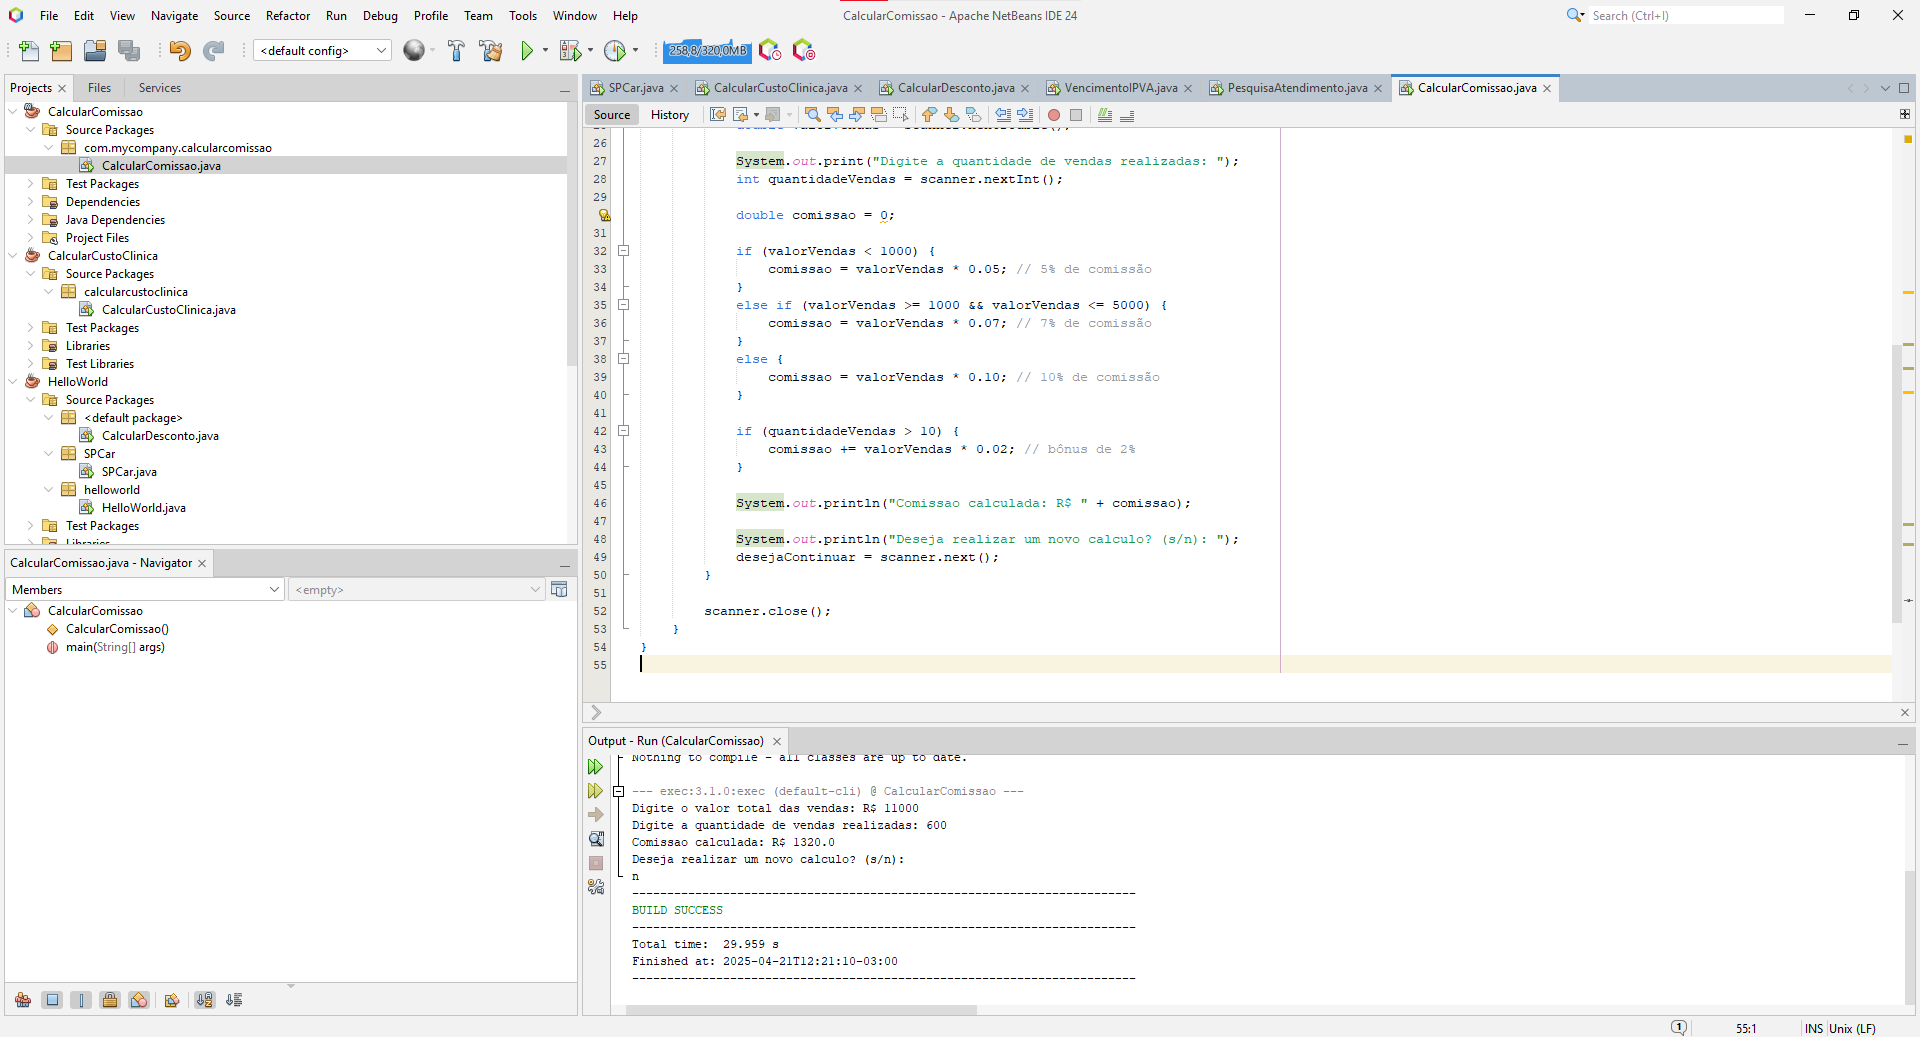 File Edit View Navigate Source Refactor Run Debug Profile Team Tools Window Help
CalcularComissao - Apache NetBeans IDE 24
Search (Ctrl+I)
<default config>
258,8/320,0MB
Projects Files Services
CalcularComissao
Source Packages
com.mycompany.calcularcomissao
CalcularComissao.java
Test Packages
Dependencies
Java Dependencies
Project Files
CalcularCustoClinica
Source Packages
calcularcustoclinica
CalcularCustoClinica.java
Test Packages
Libraries
Test Libraries
HelloWorld
Source Packages
<default package>
CalcularDesconto.java
SPCar
SPCar.java
helloworld
HelloWorld.java
Test Packages
Libraries
CalcularComissao.java - Navigator
Members
<empty>
CalcularComissao
CalcularComissao()
main(String[] args)
SPCar.java CalcularCustoClinica.java CalcularDesconto.java VencimentoIPVA.java PesquisaAtendimento.java CalcularComissao.java
Source History
26
27 System.out.print("Digite a quantidade de vendas realizadas: ");
28 int quantidadeVendas = scanner.nextInt();
29
double comissao = 0;
31
32 if (valorVendas < 1000) {
33 comissao = valorVendas * 0.05; // 5% de comissão
34 }
35 else if (valorVendas >= 1000 && valorVendas <= 5000) {
36 comissao = valorVendas * 0.07; // 7% de comissão
37 }
38 else {
39 comissao = valorVendas * 0.10; // 10% de comissão
40 }
41
42 if (quantidadeVendas > 10) {
43 comissao += valorVendas * 0.02; // bônus de 2%
44 }
45
46 System.out.println("Comissao calculada: R$ " + comissao);
47
48 System.out.println("Deseja realizar um novo calculo? (s/n): ");
49 desejaContinuar = scanner.next();
50 }
51
52 scanner.close();
53 }
54 }
55
Output - Run (CalcularComissao)
Nothing to compile - all classes are up to date.
--- exec:3.1.0:exec (default-cli) @ CalcularComissao ---
Digite o valor total das vendas: R$ 11000
Digite a quantidade de vendas realizadas: 600
Comissao calculada: R$ 1320.0
Deseja realizar um novo calculo? (s/n):
n
------------------------------------------------------------------------
BUILD SUCCESS
------------------------------------------------------------------------
Total time:  29.959 s
Finished at: 2025-04-21T12:21:10-03:00
------------------------------------------------------------------------
1
55:1
INS
Unix (LF)